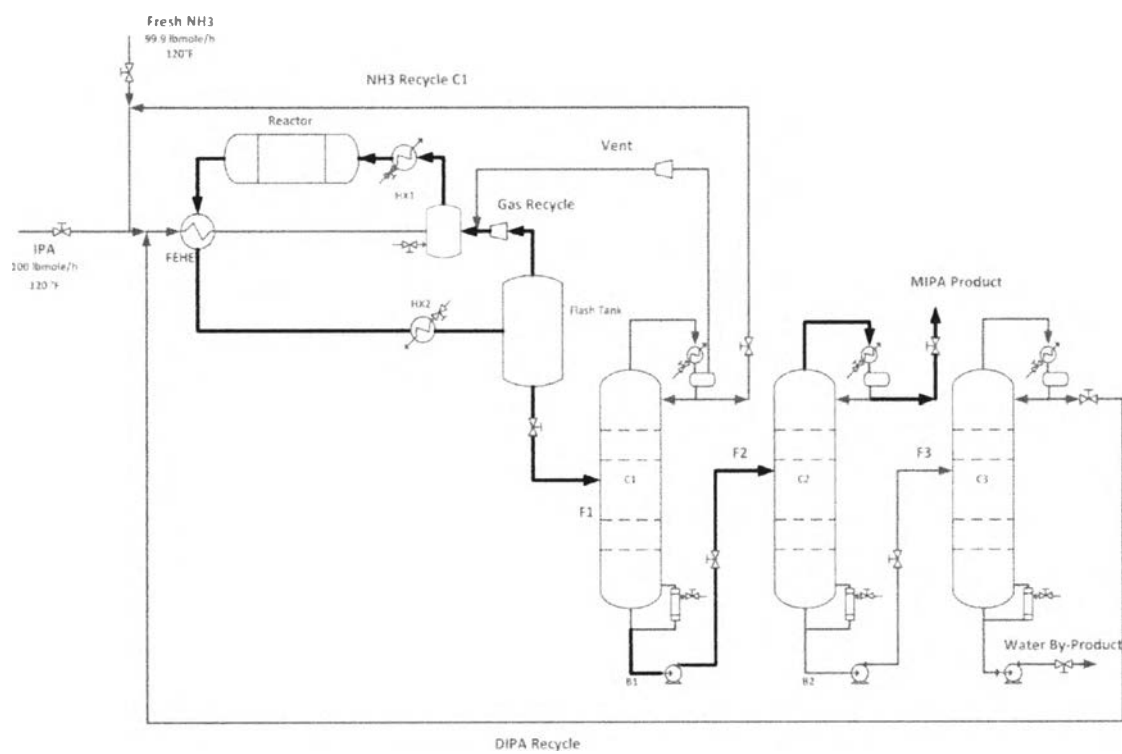 Fresh NH3
99.9 lbmole/h
120°F
NH3 Recycle C1
Reactor
Vent
HX1
Gas Recycle
IPA
100 lbmole/h
120 °F
FEHE
HX2
Flash Tank
MIPA Product
F2
F3
C1
C2
C3
F1
Water By-Product
B1
B2
DIPA Recycle